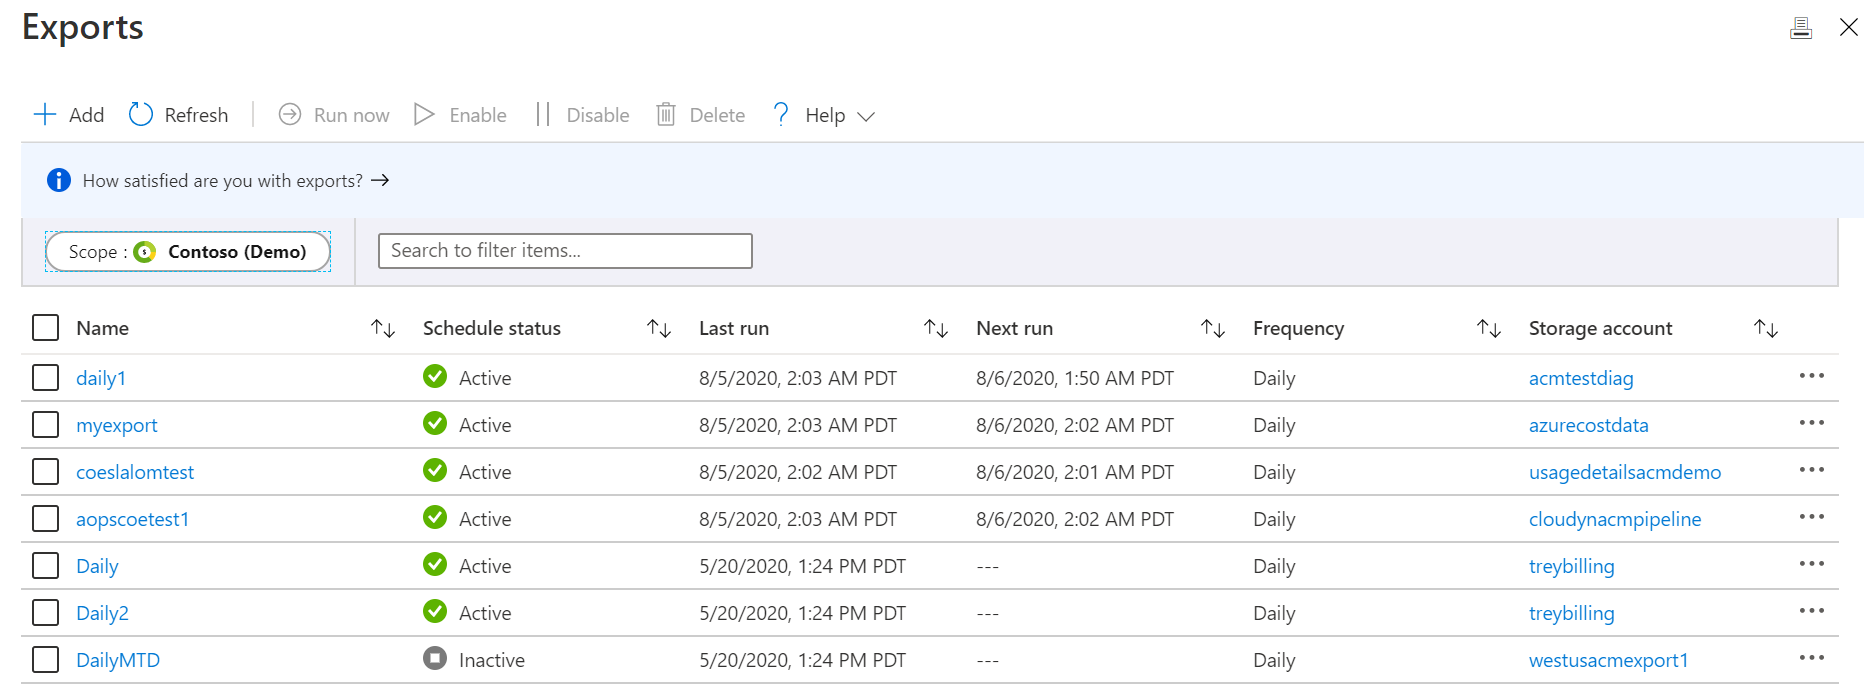 Exports
Add Refresh Run now Enable Disable Delete ? Help
How satisfied are you with exports? →
Scope : Contoso (Demo) Search to filter items...
Name ↑↓ Schedule status ↑↓ Last run ↑↓ Next run ↑↓ Frequency ↑↓ Storage account ↑↓
daily1 Active 8/5/2020, 2:03 AM PDT 8/6/2020, 1:50 AM PDT Daily acmtestdiag ...
myexport Active 8/5/2020, 2:03 AM PDT 8/6/2020, 2:02 AM PDT Daily azurecostdata ...
coeslalomtest Active 8/5/2020, 2:02 AM PDT 8/6/2020, 2:01 AM PDT Daily usagedetailsacmdemo ...
aopscoetest1 Active 8/5/2020, 2:03 AM PDT 8/6/2020, 2:02 AM PDT Daily cloudynacmpipeline ...
Daily Active 5/20/2020, 1:24 PM PDT --- Daily treybilling ...
Daily2 Active 5/20/2020, 1:24 PM PDT --- Daily treybilling ...
DailyMTD Inactive 5/20/2020, 1:24 PM PDT --- Daily westusacmexport1 ...